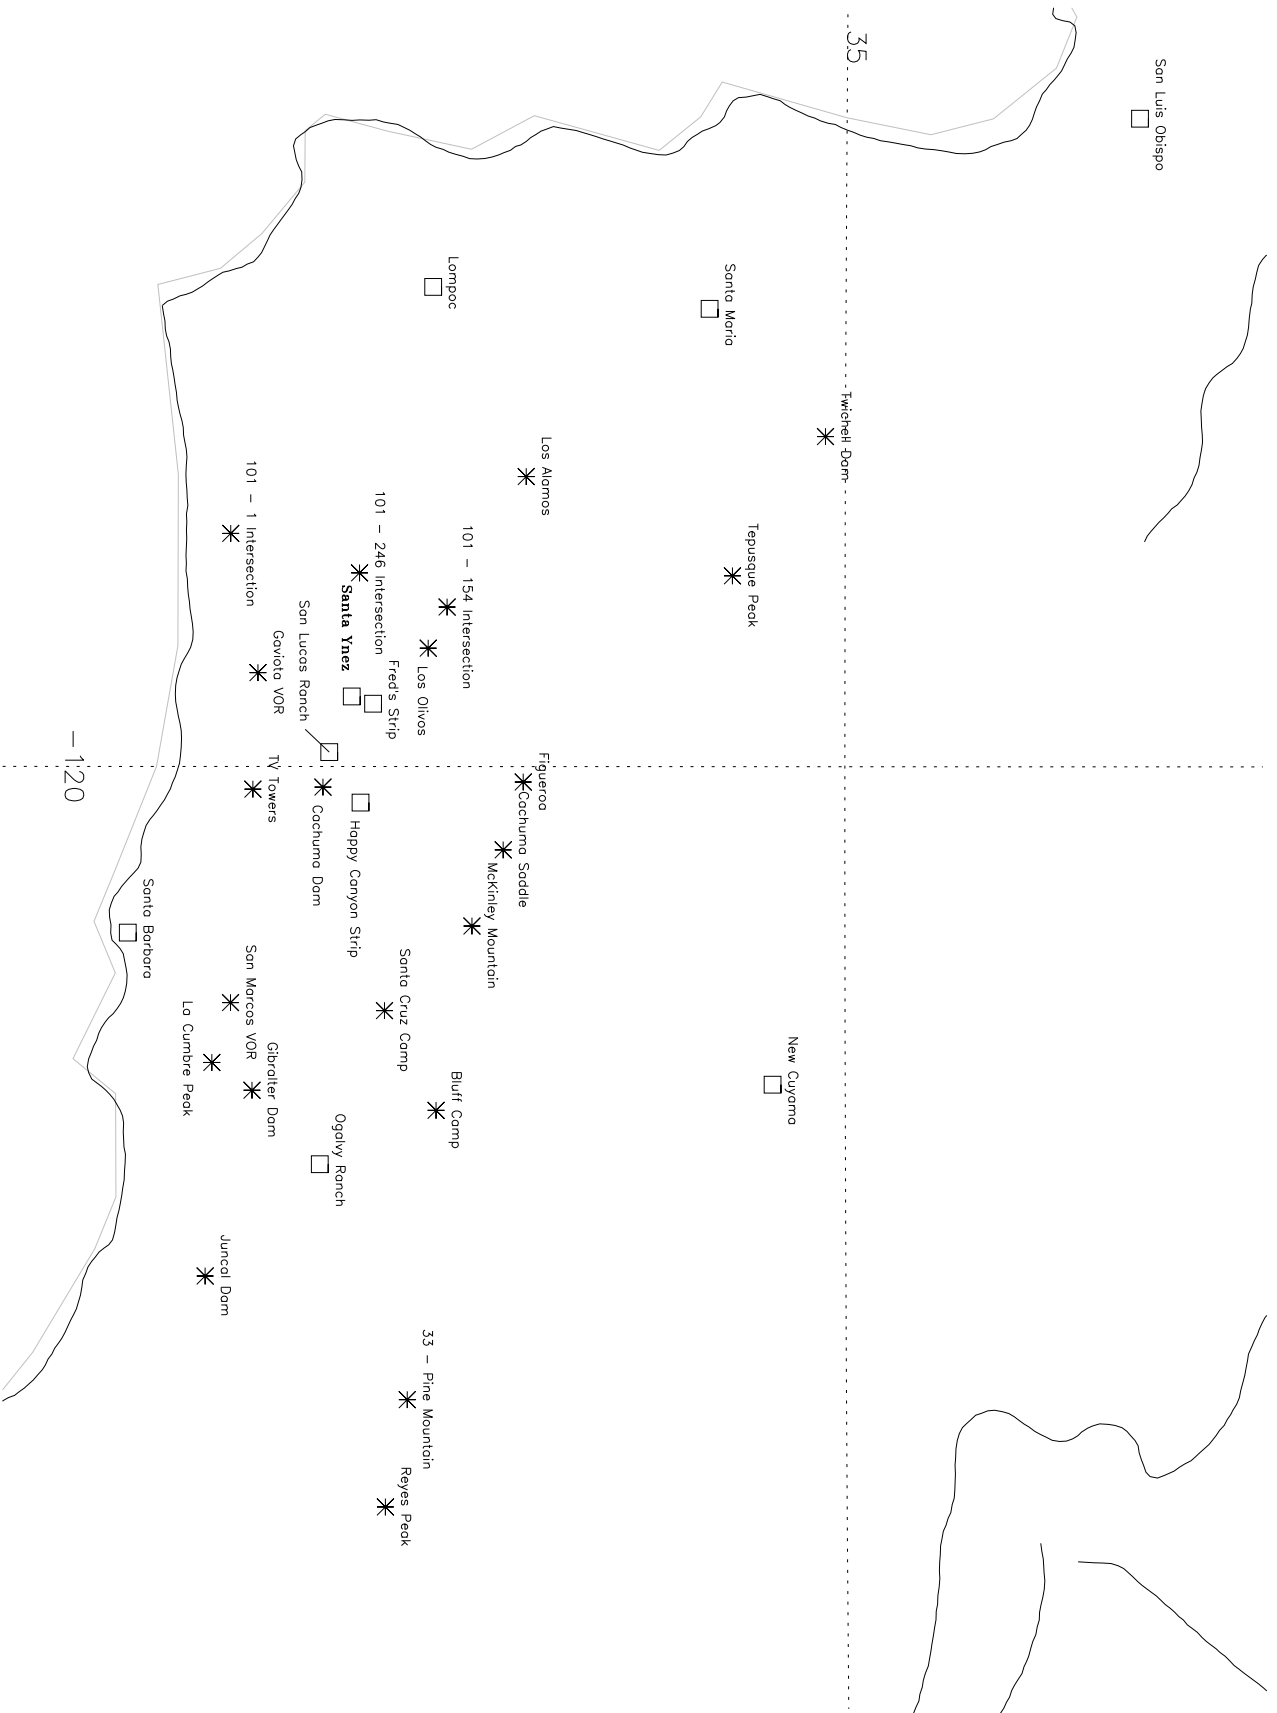 San Luis Obispo
35
Twichell Dam
New Cuyama
Tepusque Peak
Santa Maria
Los Alamos
Figueroa
Cachuma Saddle
McKinley Mountain
101 - 154 Intersection
Bluff Camp
Lompoc
33 - Pine Mountain
Los Olivos
Santa Cruz Camp
Reyes Peak
Fred's Strip
101 - 246 Intersection
Happy Canyon Strip
Santa Ynez
Ogalvy Ranch
Cachuma Dam
San Lucas Ranch
Gaviota VOR
TV Towers
Gibralter Dam
101 - 1 Intersection
San Marcos VOR
Juncal Dam
La Cumbre Peak
Santa Barbara
-120